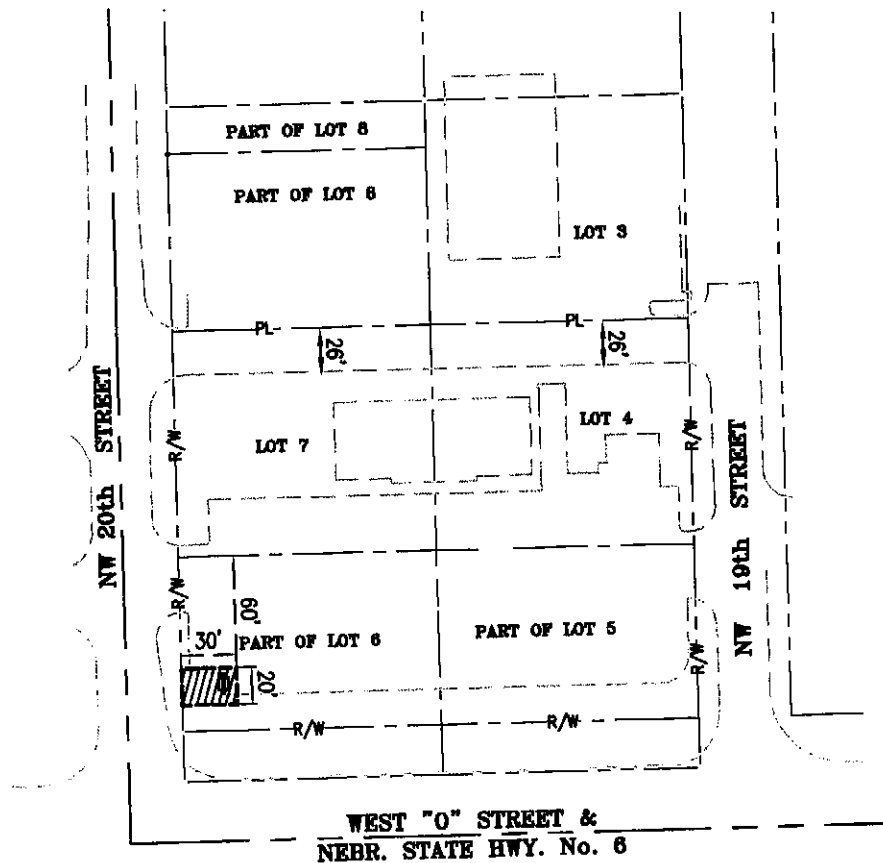 PART OF LOT 8
PART OF LOT 6
LOT 3
PL
PL
26'
26'
NW 20th STREET
R/W
LOT 7
LOT 4
R/W
NW 19th STREET
R/W
60'
30'
PART OF LOT 6
PART OF LOT 5
R/W
20'
R/W
R/W
WEST "O" STREET &
NEBR. STATE HWY. No. 6